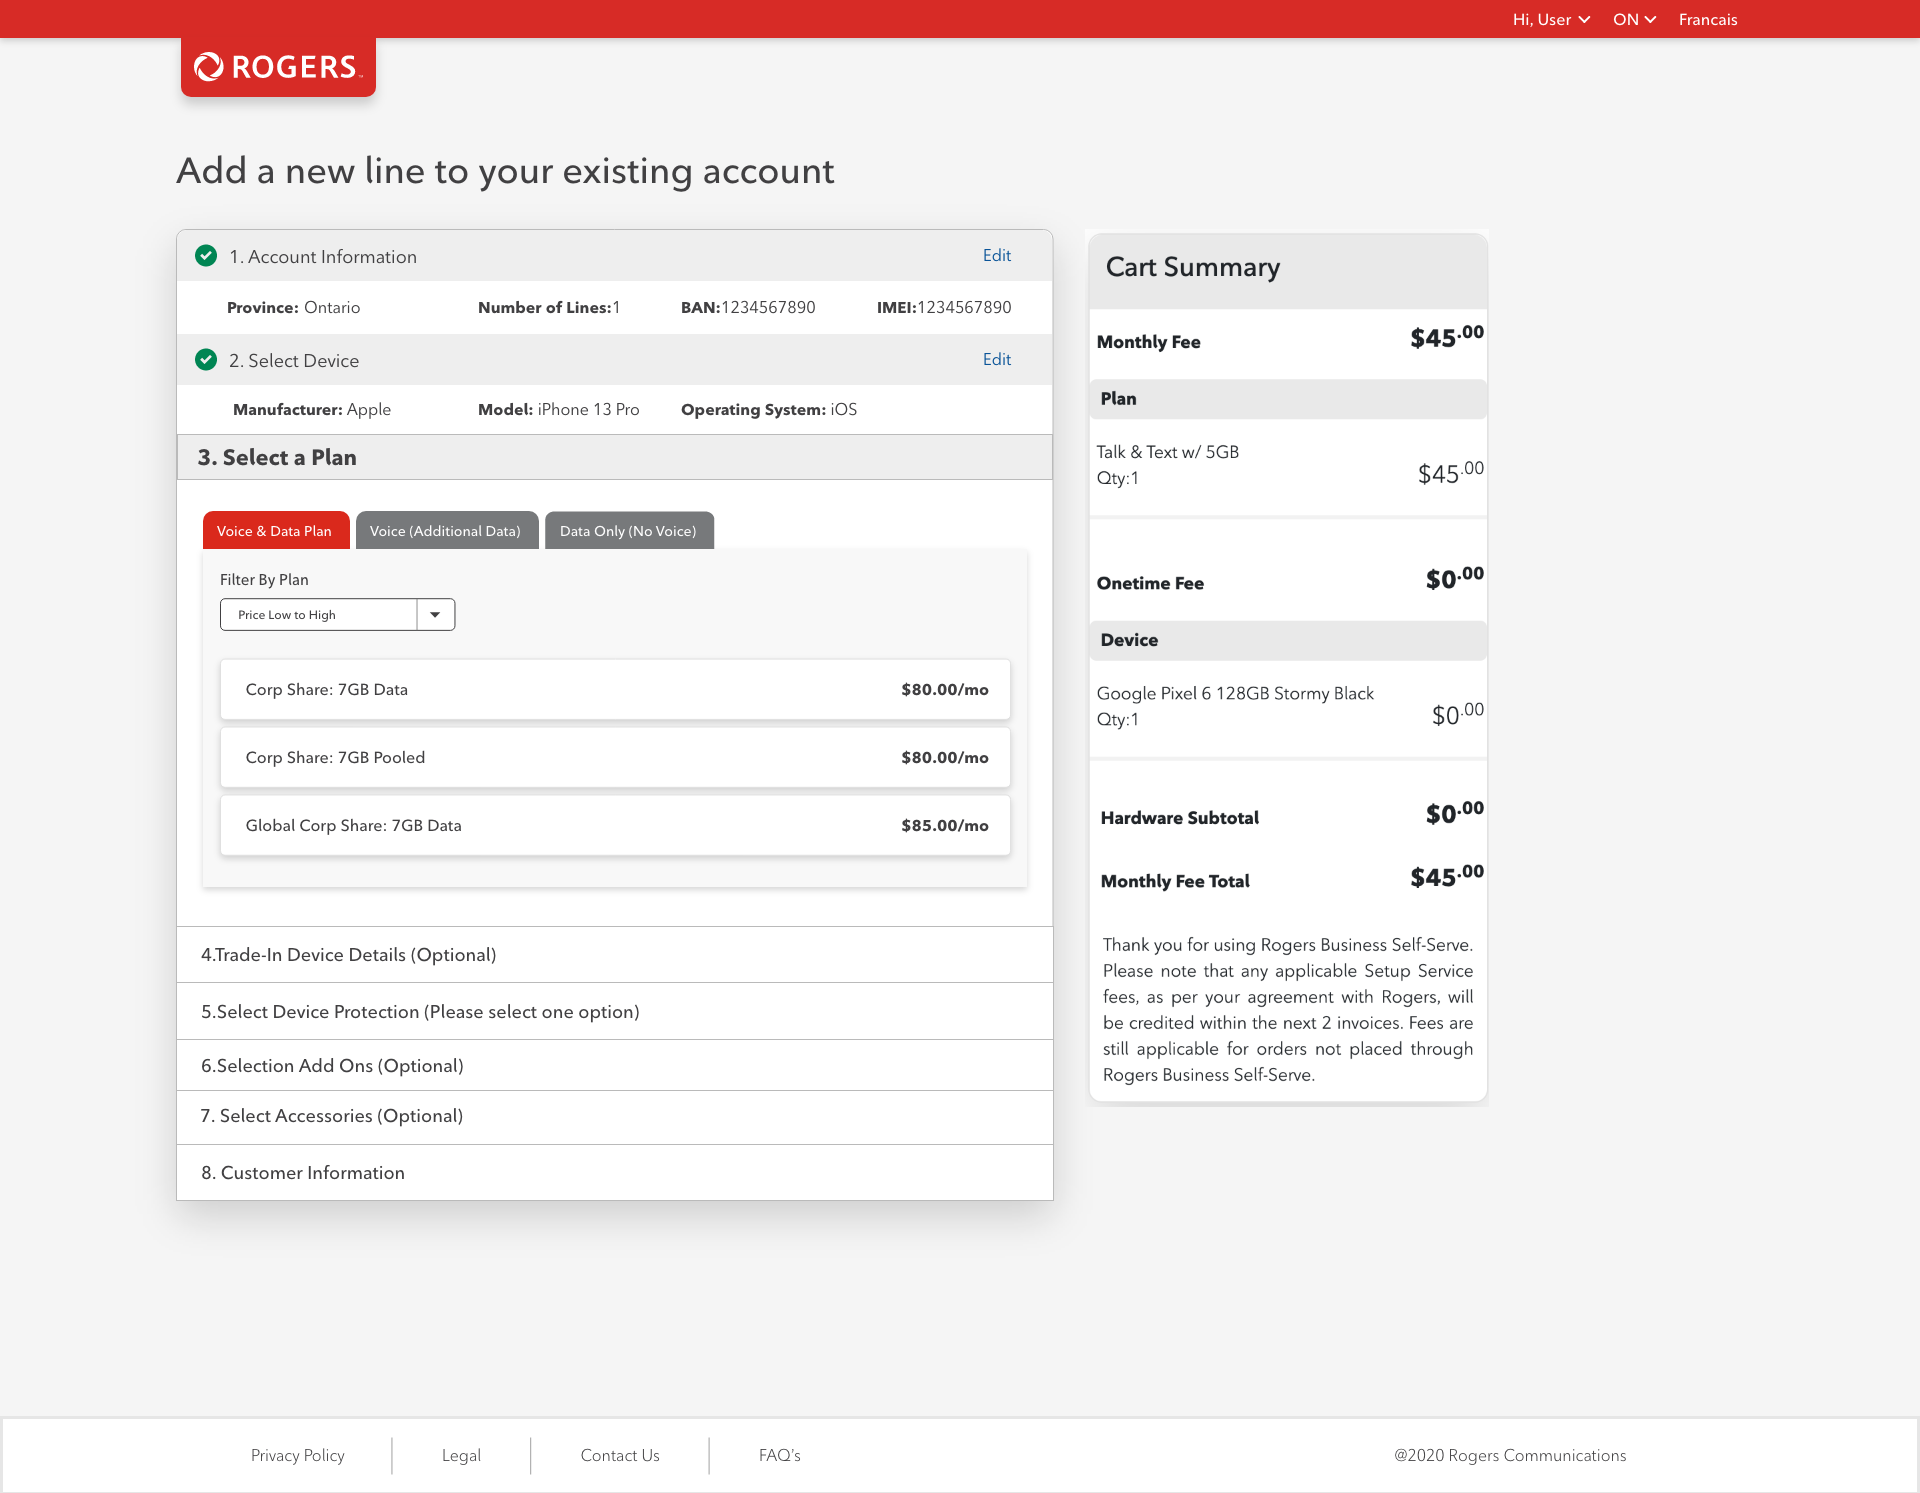 Hi, User
ON
Francais
ROGERS
Add a new line to your existing account
1. Account Information
Edit
Province: Ontario
Number of Lines:1
BAN:1234567890
IMEI:1234567890
2. Select Device
Edit
Manufacturer: Apple
Model: iPhone 13 Pro
Operating System: iOS
3. Select a Plan
Voice & Data Plan
Voice (Additional Data)
Data Only (No Voice)
Filter By Plan
Price Low to High
Corp Share: 7GB Data
$80.00/mo
Corp Share: 7GB Pooled
$80.00/mo
Global Corp Share: 7GB Data
$85.00/mo
4.Trade-In Device Details (Optional)
5.Select Device Protection (Please select one option)
6.Selection Add Ons (Optional)
7. Select Accessories (Optional)
8. Customer Information
Cart Summary
Monthly Fee
$45.00
Plan
Talk & Text w/ 5GB
Qty:1
$45.00
Onetime Fee
$0.00
Device
Google Pixel 6 128GB Stormy Black
Qty:1
$0.00
Hardware Subtotal
$0.00
Monthly Fee Total
$45.00
Thank you for using Rogers Business Self-Serve.
Please note that any applicable Setup Service
fees, as per your agreement with Rogers, will
be credited within the next 2 invoices. Fees are
still applicable for orders not placed through
Rogers Business Self-Serve.
Privacy Policy
Legal
Contact Us
FAQ's
@2020 Rogers Communications